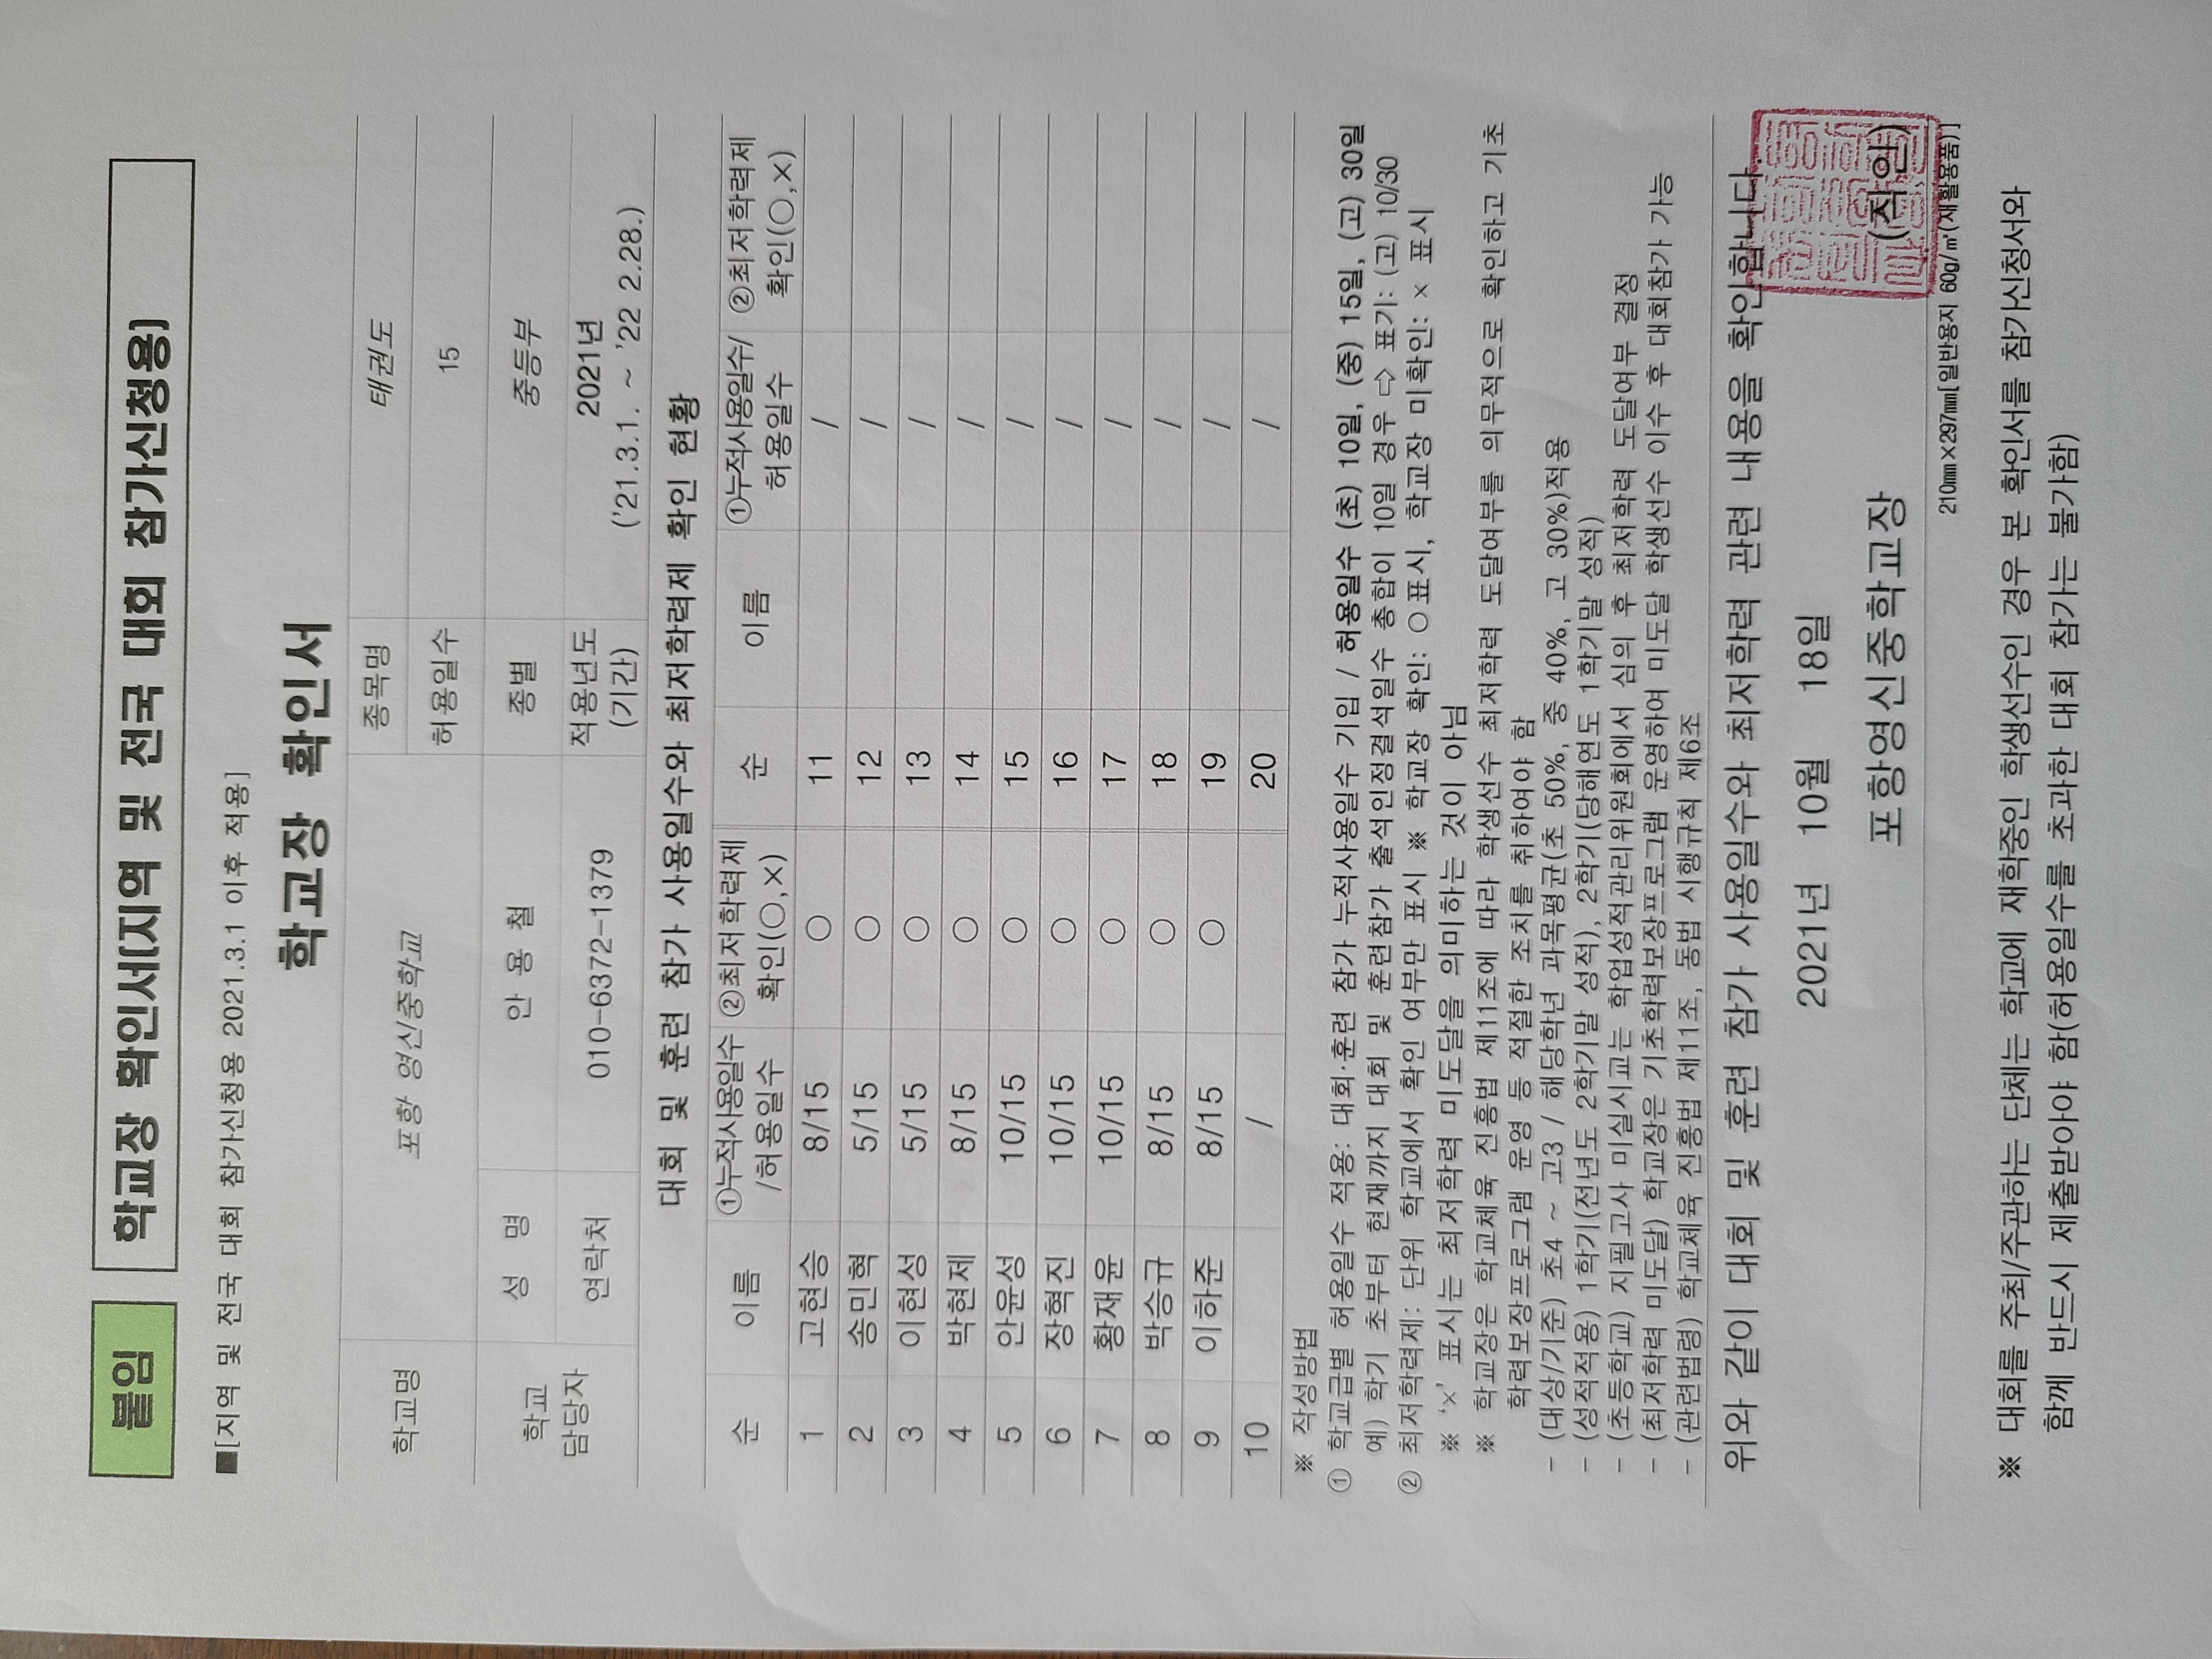 붙임 학교장 확인서(지역 및 전국 대회 참가신청용)
■[지역 및 전국 대회 참가신청용 2021.3.1 이후 적용]
학교장 확인서
학교명 포항 영신중학교 종목명 태권도
허용일수 15
학교 담당자 성 명 안 용 철 종별 중등부
연락처 010-6372-1379 적용년도 (기간) 2021년 ('21.3.1. ~ '22 2.28.)
대회 및 훈련 참가 사용일수와 최저학력제 확인 현황
순 이름 ①누적사용일수/허용일수 ②최저학력제 확인(○,×) 순 이름 ①누적사용일수/허용일수 ②최저학력제 확인(○,×)
1 고현승 8/15 ○ 11 /
2 송민혁 5/15 ○ 12 /
3 이현성 5/15 ○ 13 /
4 박현제 8/15 ○ 14 /
5 안윤성 10/15 ○ 15 /
6 장혁진 10/15 ○ 16 /
7 황재윤 10/15 ○ 17 /
8 박승규 8/15 ○ 18 /
9 이하준 8/15 ○ 19 /
10 / 20 /
※ 작성방법
① 학교급별 허용일수 적용: 대회·훈련 참가 누적사용일수 기입 / 허용일수 (초) 10일, (중) 15일, (고) 30일
예) 학기 초부터 현재까지 대회 및 훈련참가 출석인정결석일수 총합이 10일 경우 ⇨ 표기: (고) 10/30
② 최저학력제: 단위 학교에서 확인 여부만 표시 ※ 학교장 확인: ○표시, 학교장 미확인: × 표시
※ '×' 표시는 최저학력 미도달을 의미하는 것이 아님
※ 학교장은 학교체육 진흥법 제11조에 따라 학생선수 최저학력 도달여부를 의무적으로 확인하고 기초
학력보장프로그램 운영 등 적절한 조치를 취하여야 함
- (대상/기준) 초4 ~ 고3 / 해당학년 과목평균(초 50%, 중 40%, 고 30%)적용
- (성적적용) 1학기(전년도 2학기말 성적), 2학기(당해연도 1학기말 성적)
- (초등학교) 지필고사 미실시교는 학업성적관리위원회에서 심의 후 최저학력 도달여부 결정
- (최저학력 미도달) 학교장은 기초학력보장프로그램 운영하여 미도달 학생선수 이수 후 대회참가 가능
- (관련법령) 학교체육 진흥법 제11조, 동법 시행규칙 제6조
위와 같이 대회 및 훈련 참가 사용일수와 최저학력 관련 내용을 확인합니다.
2021년 10월 18일
포항영신중학교장 (직인)
210㎜×297㎜[일반용지 60g/㎡(재활용품)]
※ 대회를 주최/주관하는 단체는 학교에 재학중인 학생선수인 경우 본 확인서를 참가신청서와
함께 반드시 제출받아야 함(허용일수를 초과한 대회 참가는 불가함)